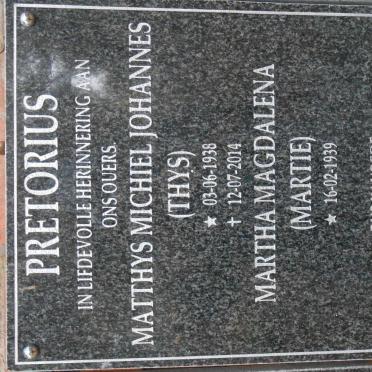 PRETORIUS
IN LIFDEVOLLE HERINNERING AAN
ONS OUERS.
MATTHYS MICHIEL JOHANNES
(THYS)
★ 03-06-1938
✝ 12-07-2014
MARTHA MAGDALENA
(MARTIE)
★ 16-02-1939